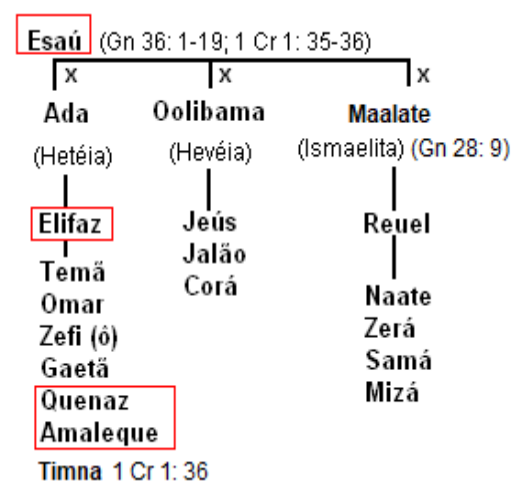 Esaú (Gn 36: 1-19; 1 Cr 1: 35-36)
x x x
Ada Oolibama Maalate
(Hetéia) (Hevéia) (Ismaelita) (Gn 28: 9)
Elifaz Jeús Reuel
Jalão
Temã Corá Naate
Omar Zerá
Zefi (ô) Samá
Gaetã Mizá
Quenaz
Amaleque
Timna 1 Cr 1: 36